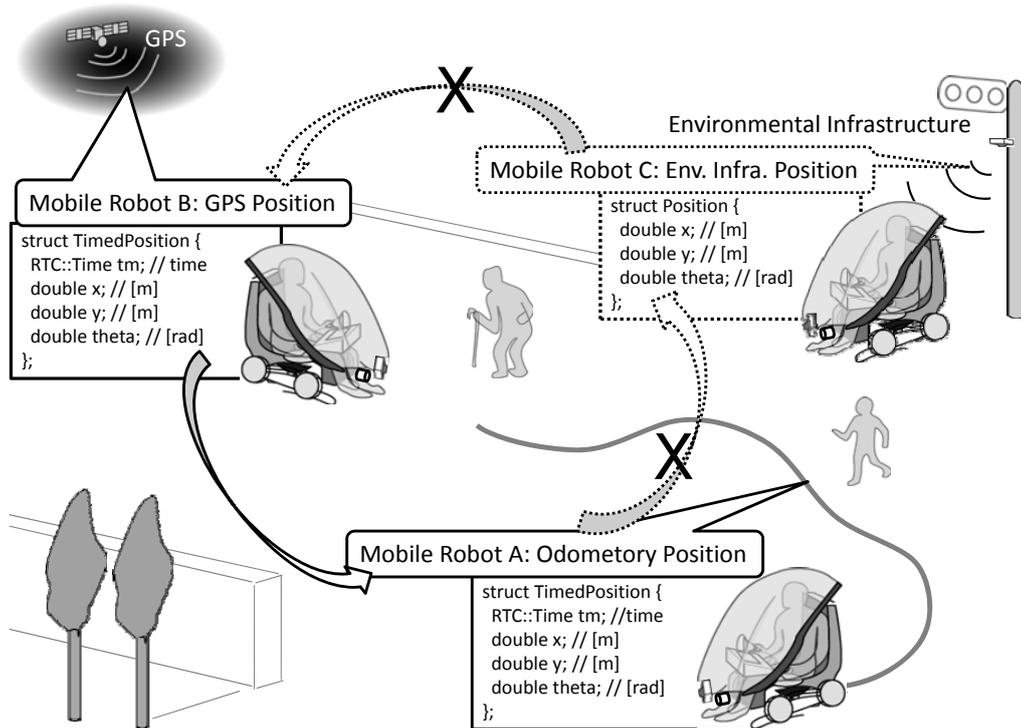 GPS
X
Environmental Infrastructure
Mobile Robot C: Env. Infra. Position
struct Position {
double x; // [m]
double y; // [m]
double theta; // [rad]
};
Mobile Robot B: GPS Position
struct TimedPosition {
RTC::Time tm; // time
double x; // [m]
double y; // [m]
double theta; // [rad]
};
X
Mobile Robot A: Odometory Position
struct TimedPosition {
RTC::Time tm; //time
double x; // [m]
double y; // [m]
double theta; // [rad]
};